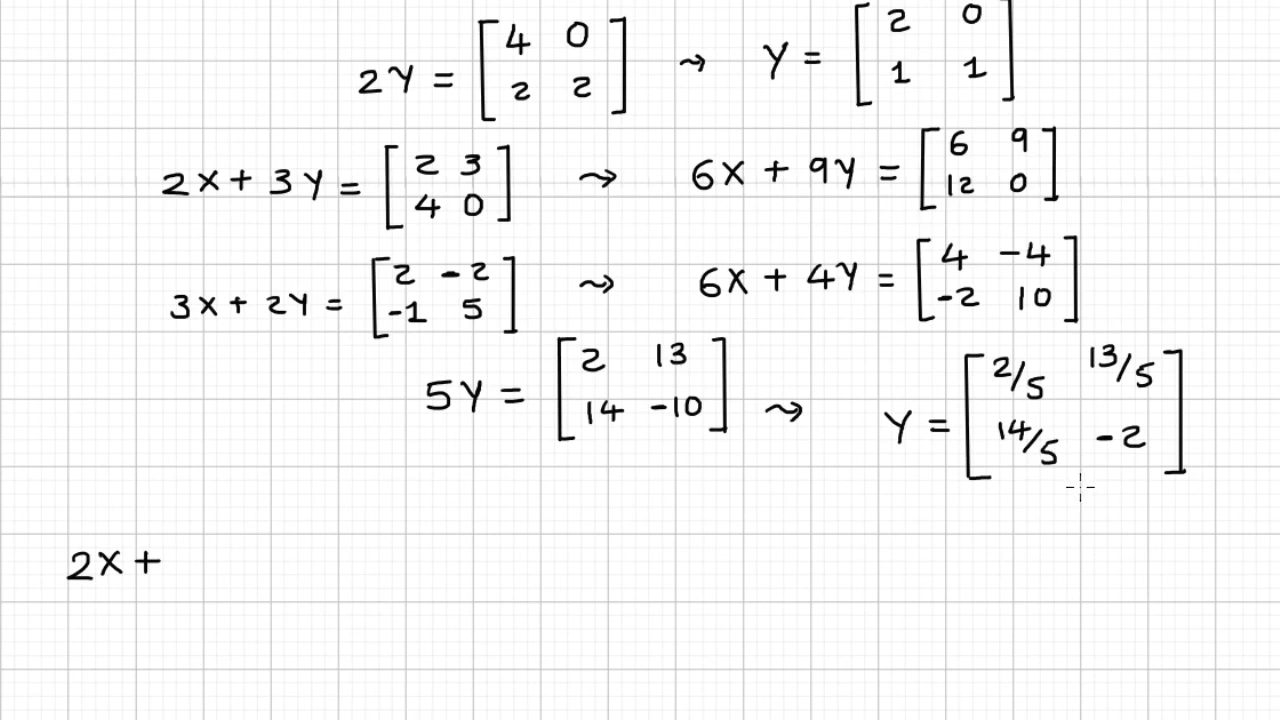 2Y = [4 0; 2 2] ⇝ Y = [2 0; 1 1]
2X + 3Y = [2 3; 4 0] ⇝ 6X + 9Y = [6 9; 12 0]
3X + 2Y = [2 -2; -1 5] ⇝ 6X + 4Y = [4 -4; -2 10]
5Y = [2 13; 14 -10] ⇝ Y = [2/5 13/5; 14/5 -2]
2X +